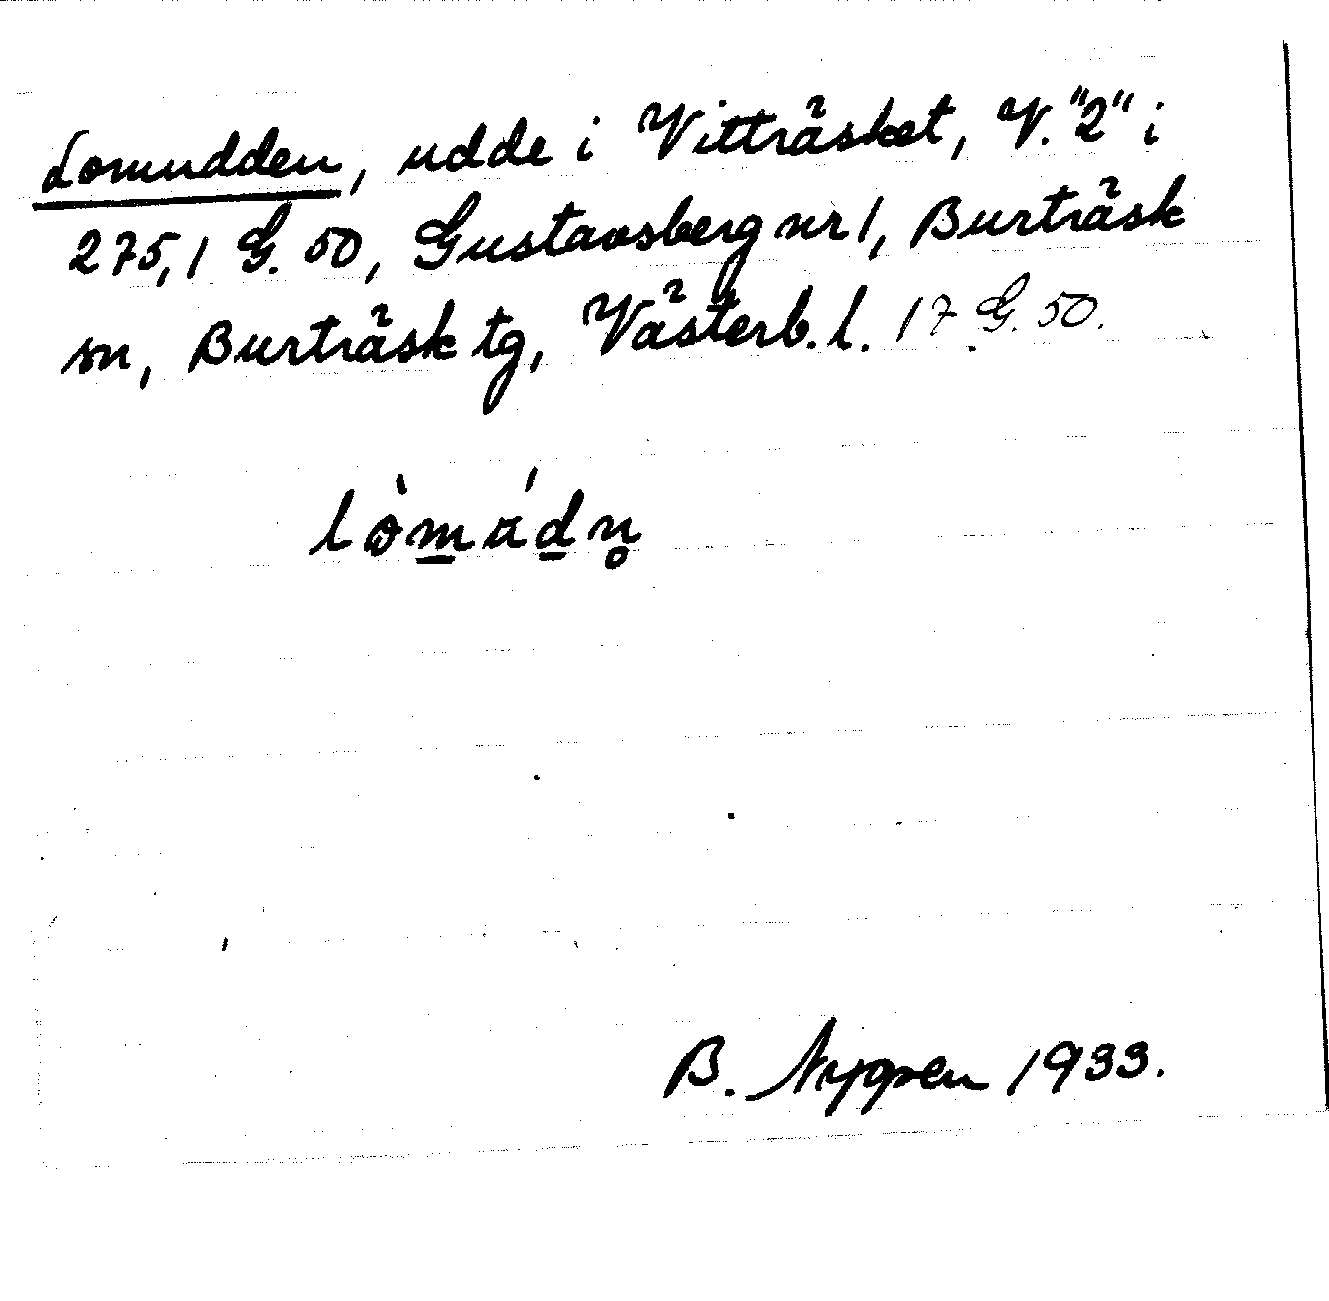 Lomudden, udde i Vitträsket, V. "2" i
275,1 G. 50, Gustavsberg nr 1, Burträsk
sn, Burträsk tg, Västerb. l. 17 G. 50.
B. Nygren 1933.